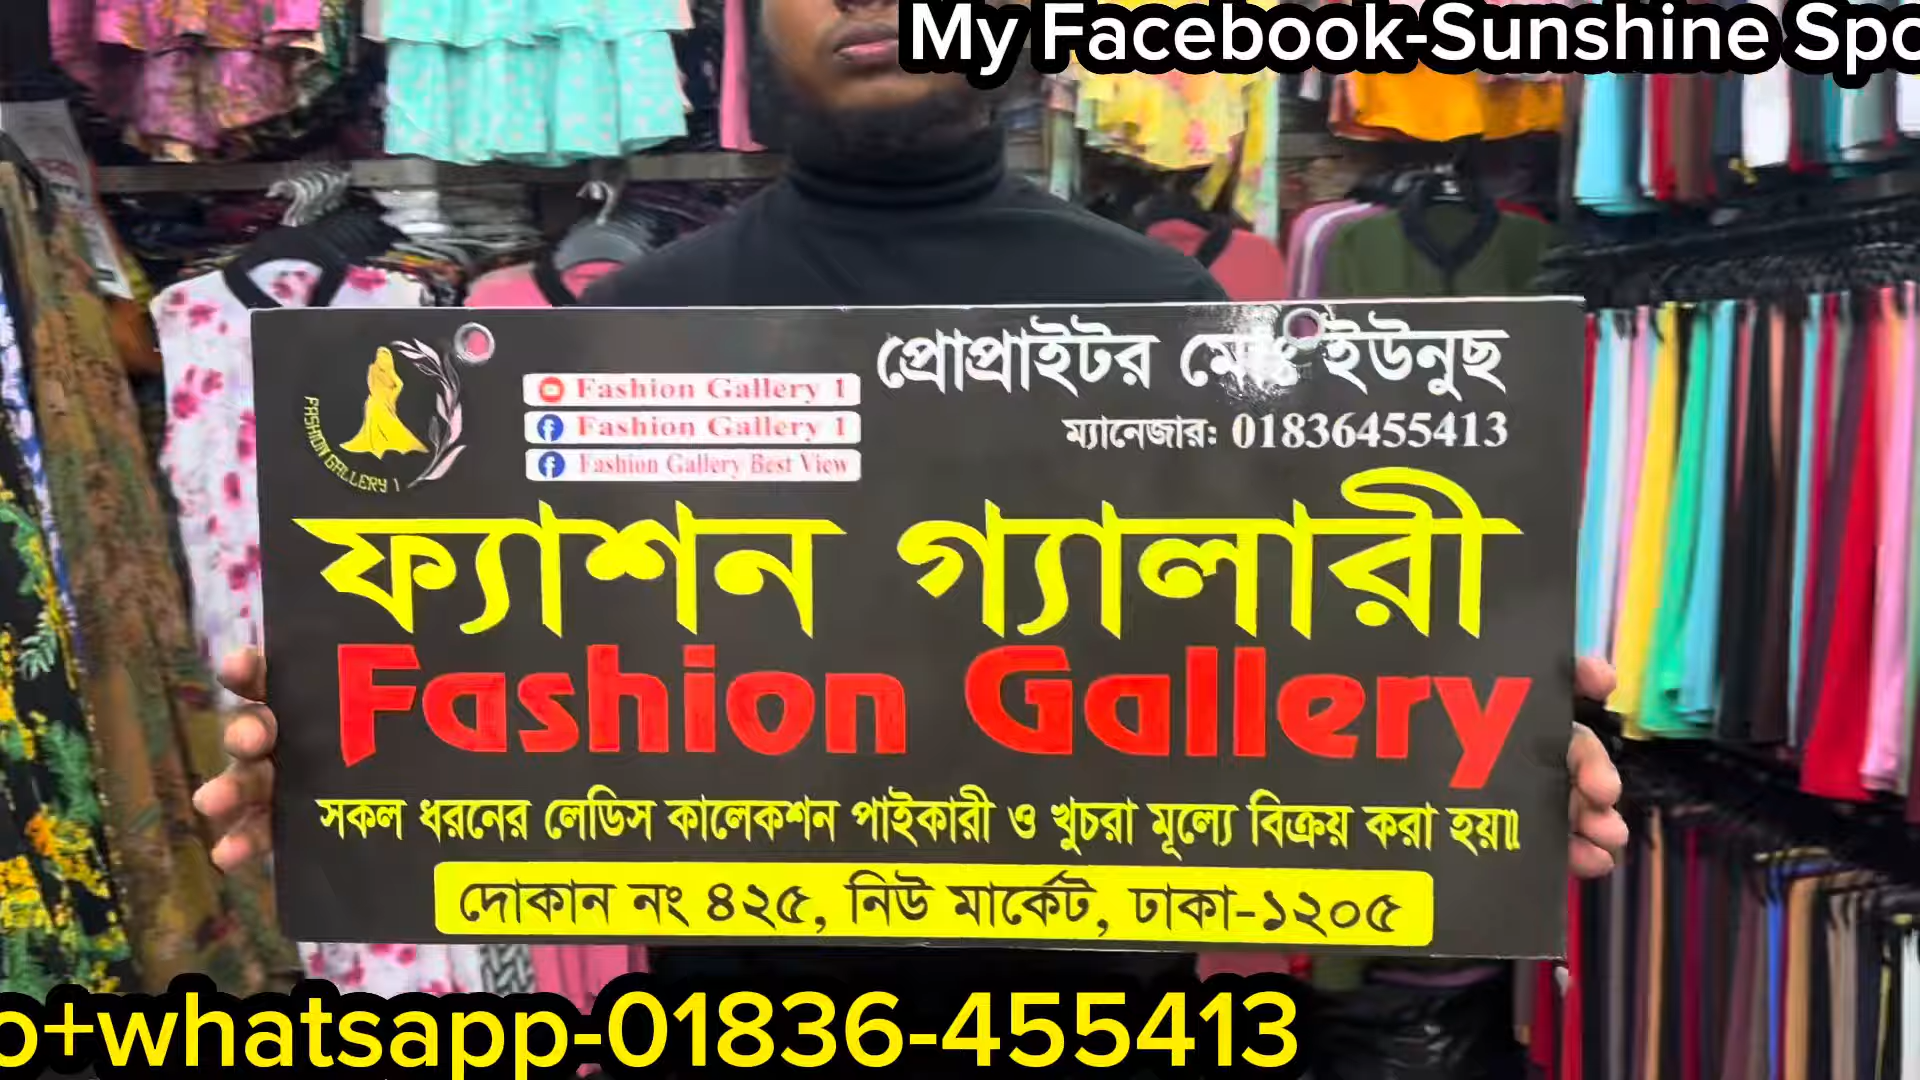 My Facebook-Sunshine Spo
প্রোপ্রাইটর মোঃ ইউনুছ
ম্যানেজার: 01836455413
FASHION GALLERY 1
Fashion Gallery 1
Fashion Gallery 1
Fashion Gallery Best View
ফ্যাশন গ্যালারী
Fashion Gallery
সকল ধরনের লেডিস কালেকশন পাইকারী ও খুচরা মূল্যে বিক্রয় করা হয়॥
দোকান নং ৪২৫, নিউ মার্কেট, ঢাকা-১২০৫
o+whatsapp-01836-455413